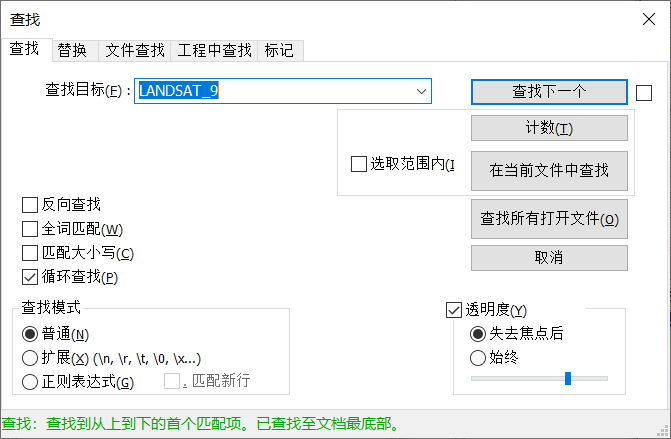 查找
查找 替换 文件查找 工程中查找 标记
查找目标(F) : LANDSAT_9 查找下一个
计数(T)
选取范围内(I 在当前文件中查找
反向查找 查找所有打开文件(O)
全词匹配(W)
匹配大小写(C) 取消
循环查找(P)
查找模式 透明度(Y)
普通(N) 失去焦点后
扩展(X) (\n, \r, \t, \0, \x...) 始终
正则表达式(G) . 匹配新行
查找：查找到从上到下的首个匹配项。已查找至文档最底部。